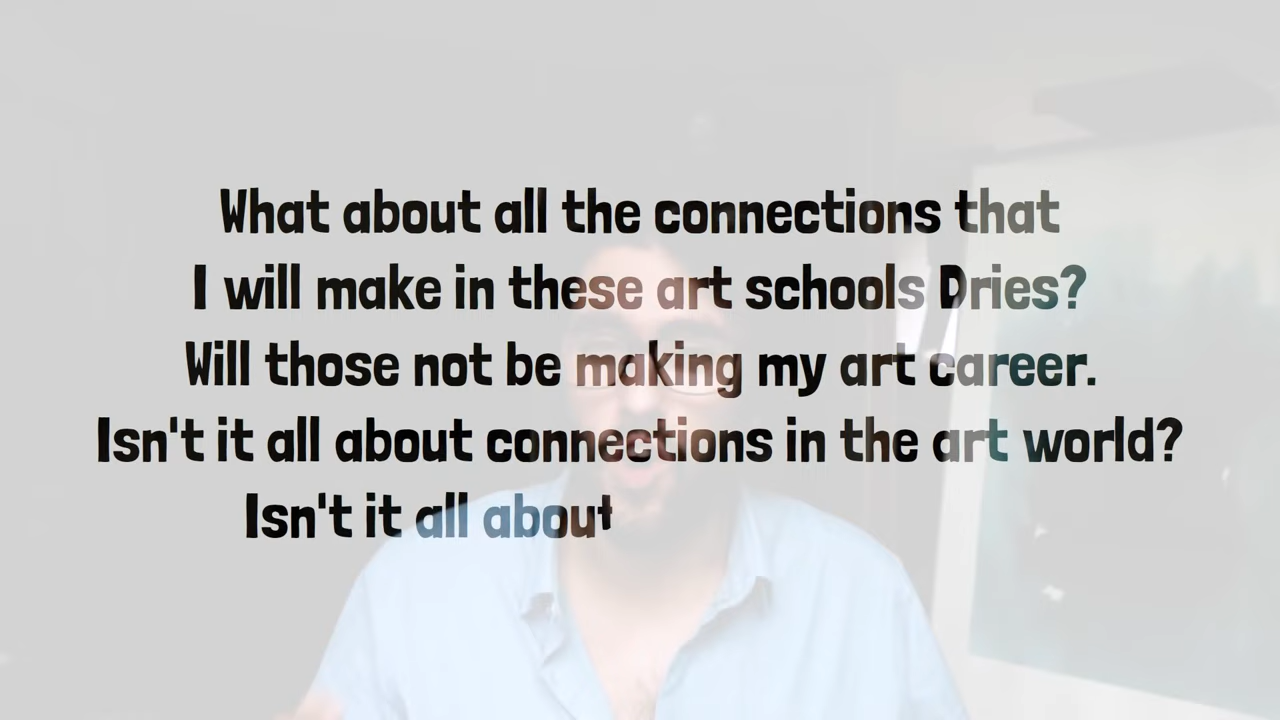 What about all the connections that
I will make in these art schools Dries?
Will those not be making my art career.
Isn't it all about connections in the art world?
Isn't it all about